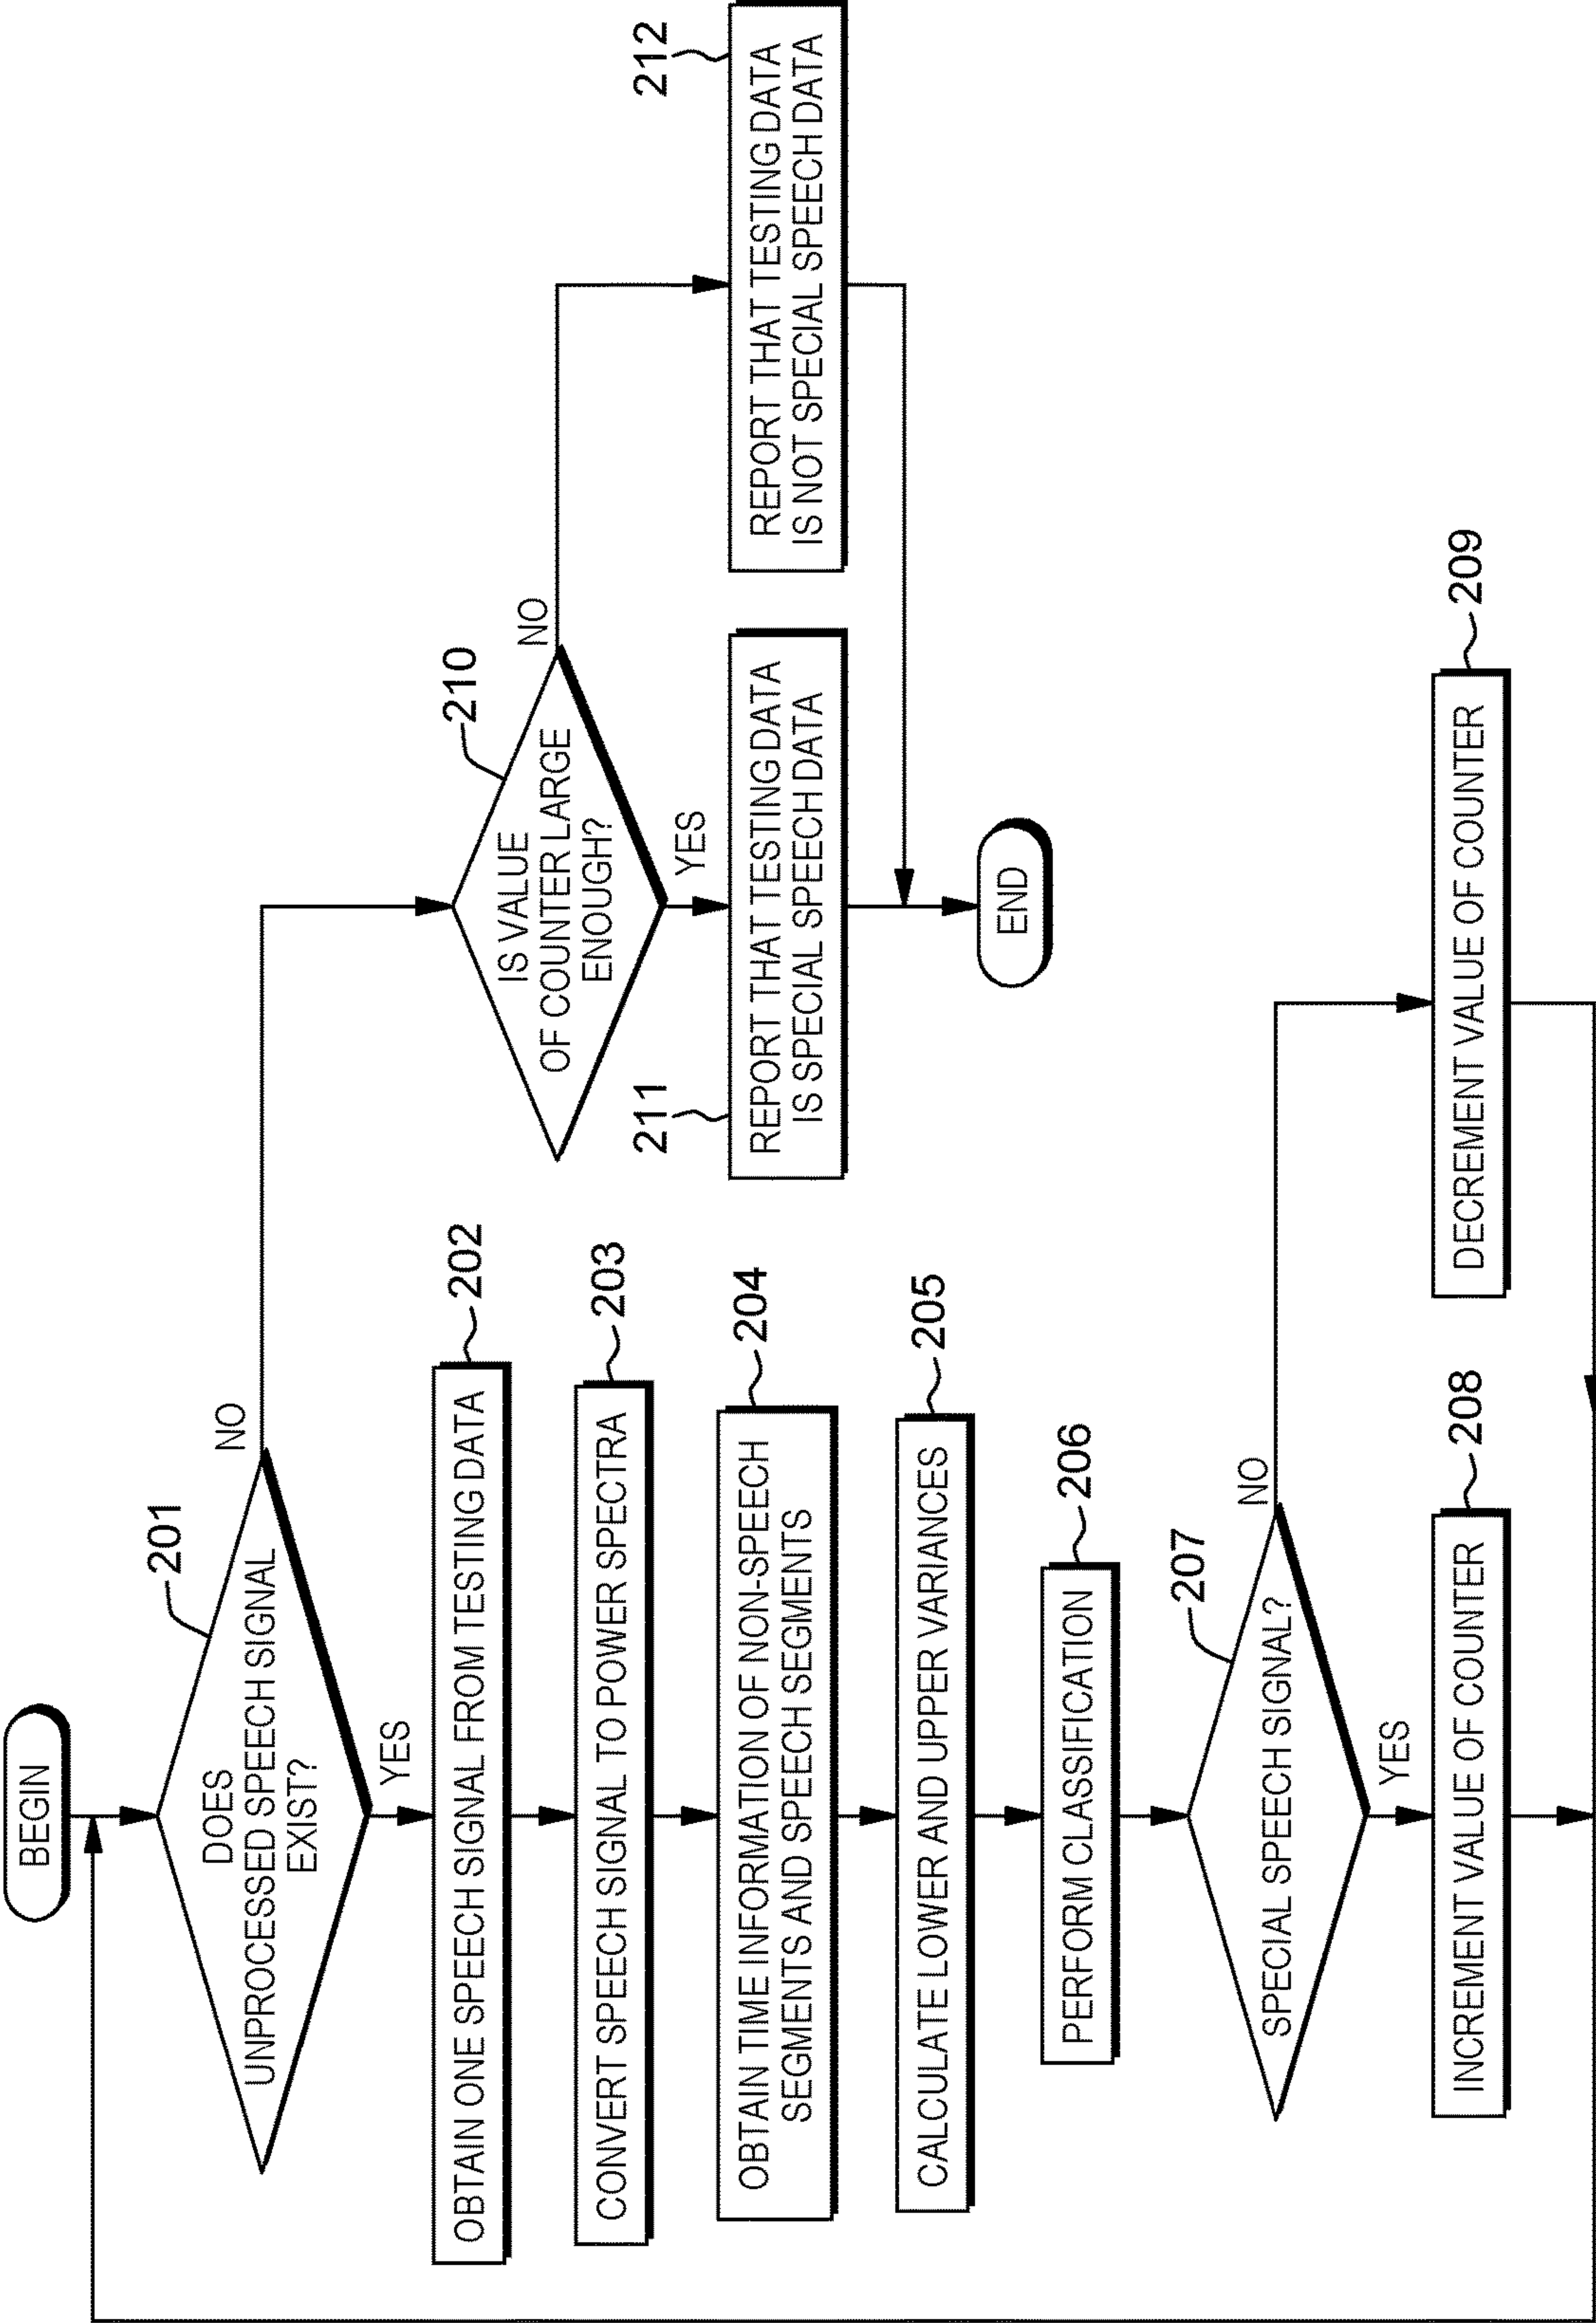 BEGIN
201
DOES
UNPROCESSED SPEECH SIGNAL
EXIST?
NO
YES
202
OBTAIN ONE SPEECH SIGNAL FROM TESTING DATA
203
CONVERT SPEECH SIGNAL TO POWER SPECTRA
204
OBTAIN TIME INFORMATION OF NON-SPEECH
SEGMENTS AND SPEECH SEGMENTS
205
CALCULATE LOWER AND UPPER VARIANCES
206
PERFORM CLASSIFICATION
207
SPECIAL SPEECH SIGNAL?
NO
YES
208
INCREMENT VALUE OF COUNTER
209
DECREMENT VALUE OF COUNTER
210
IS VALUE
OF COUNTER LARGE
ENOUGH?
NO
YES
211
REPORT THAT TESTING DATA
IS SPECIAL SPEECH DATA
212
REPORT THAT TESTING DATA
IS NOT SPECIAL SPEECH DATA
END